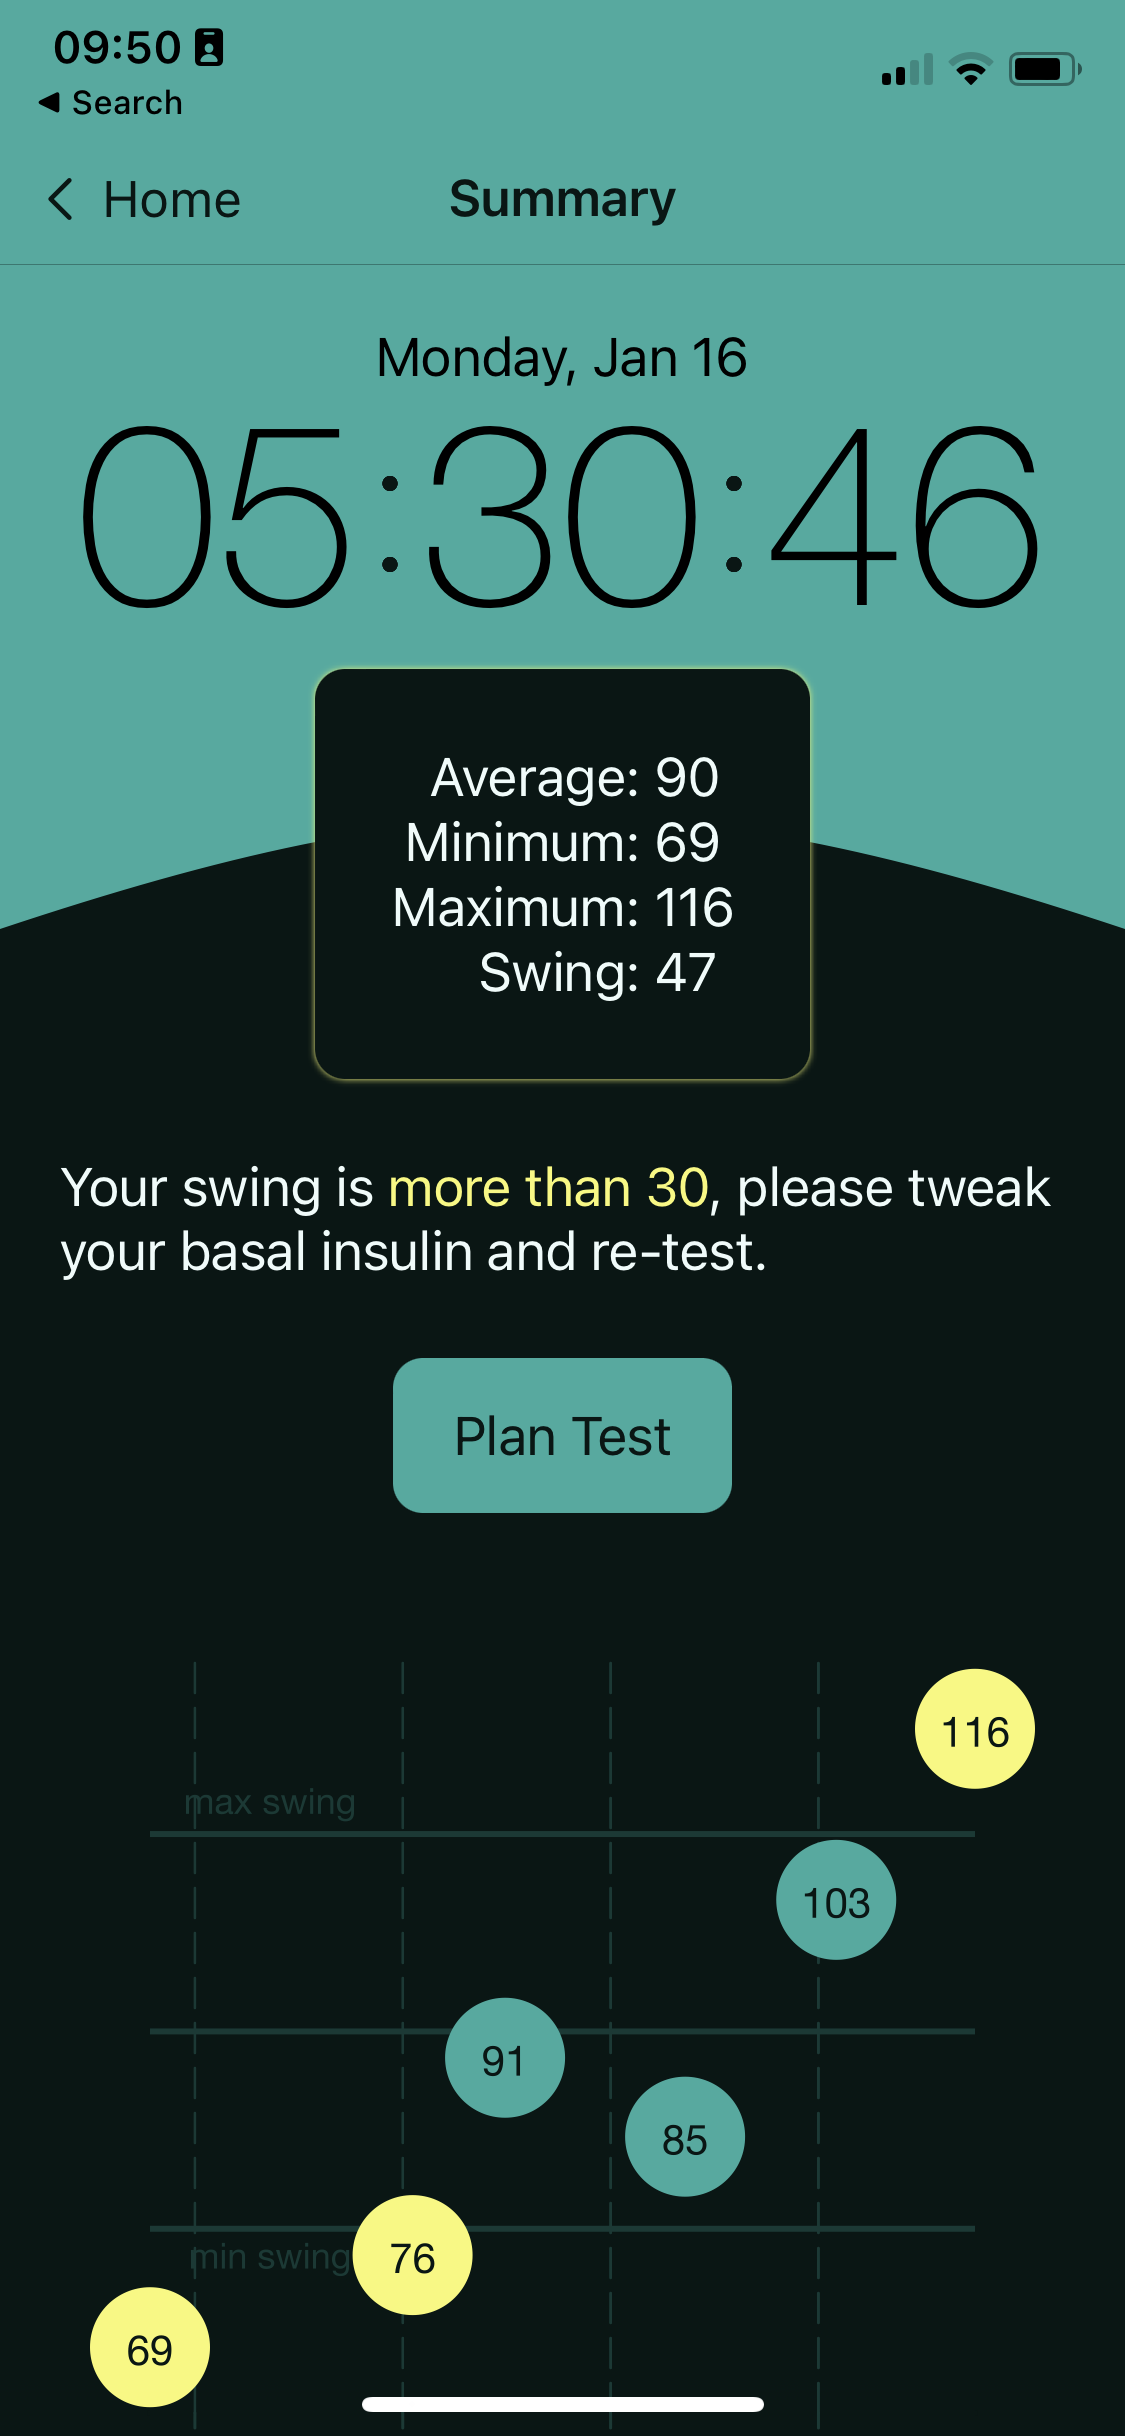 09:50
◀ Search
Home
Summary
Monday, Jan 16
05:30:46
Average: 90
Minimum: 69
Maximum: 116
Swing: 47
Your swing is more than 30, please tweak
your basal insulin and re-test.
Plan Test
116
max swing
103
91
85
76
min swing
69